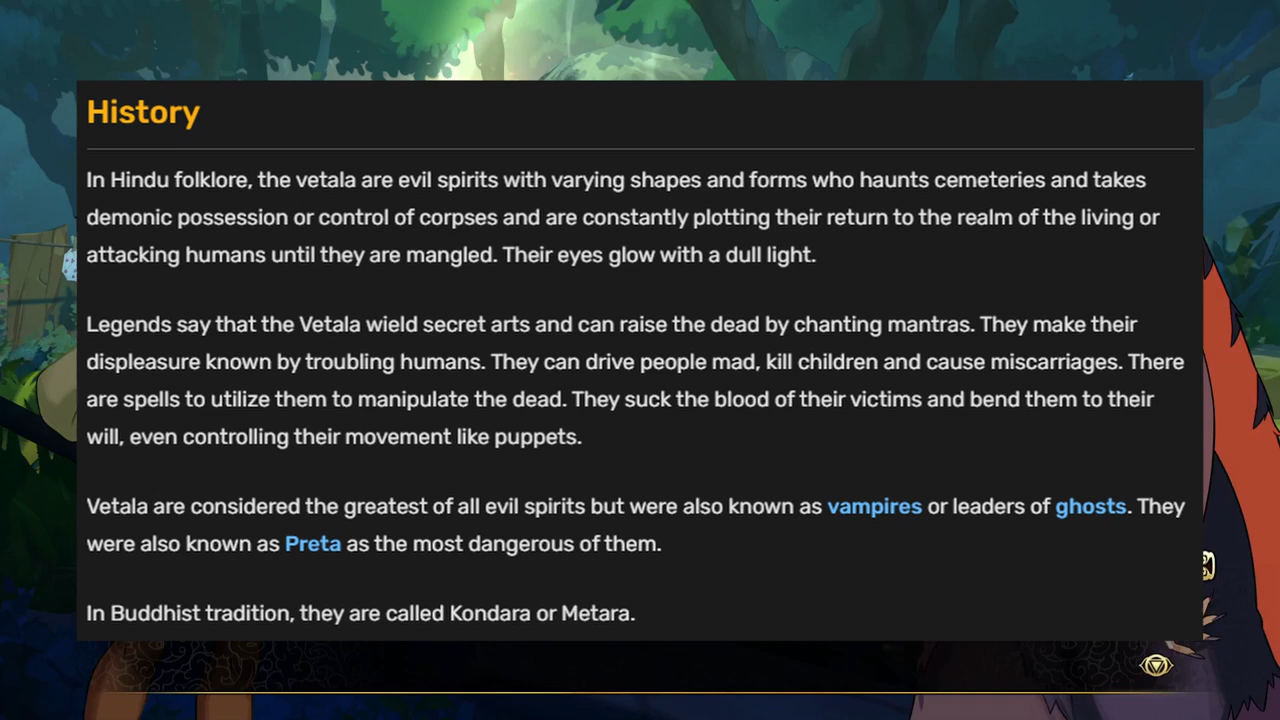 History
In Hindu folklore, the vetala are evil spirits with varying shapes and forms who haunts cemeteries and takes
demonic possession or control of corpses and are constantly plotting their return to the realm of the living or
attacking humans until they are mangled. Their eyes glow with a dull light.
Legends say that the Vetala wield secret arts and can raise the dead by chanting mantras. They make their
displeasure known by troubling humans. They can drive people mad, kill children and cause miscarriages. There
are spells to utilize them to manipulate the dead. They suck the blood of their victims and bend them to their
will, even controlling their movement like puppets.
Vetala are considered the greatest of all evil spirits but were also known as vampires or leaders of ghosts. They
were also known as Preta as the most dangerous of them.
In Buddhist tradition, they are called Kondara or Metara.